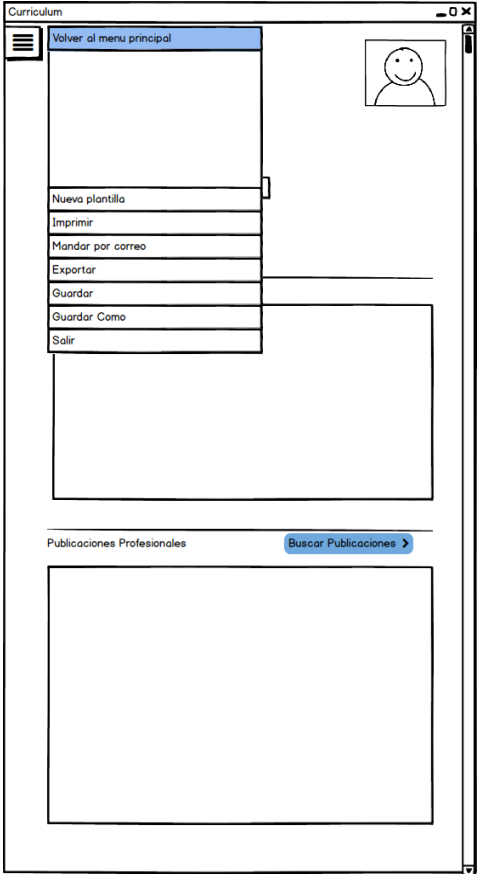 Curriculum
Volver al menu principal
Nueva plantilla
Imprimir
Mandar por correo
Exportar
Guardar
Guardar Como
Salir
Publicaciones Profesionales
Buscar Publicaciones